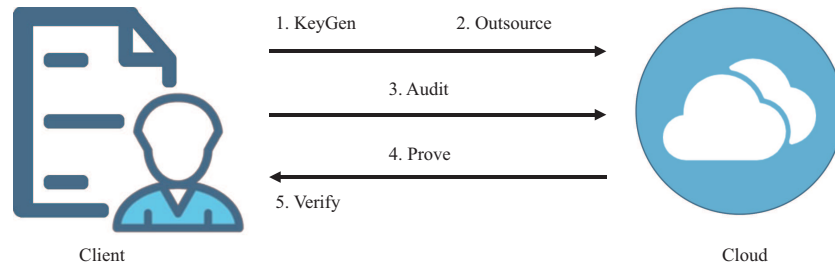 1. KeyGen 2. Outsource
3. Audit
4. Prove
5. Verify
Client Cloud